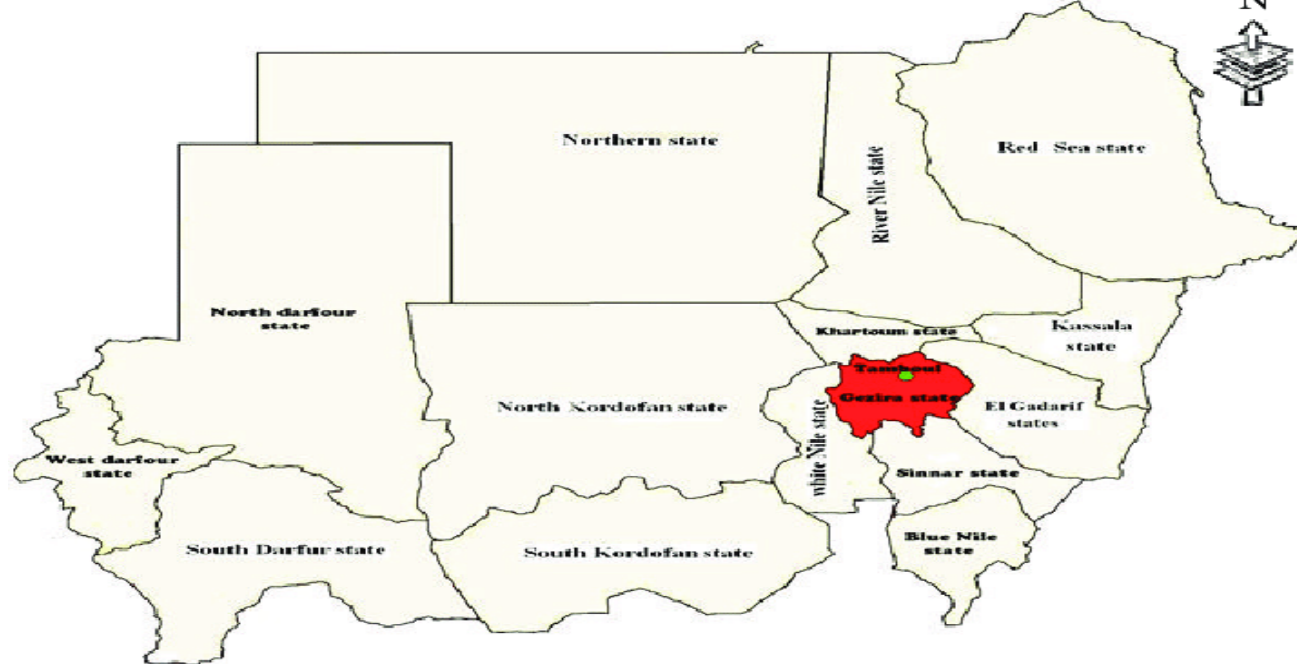 N
Northern state
Red Sea state
River Nile state
North darfour
state
Khartoum state
Kassala
state
Tamboul
Gezira state
El Gadarif
states
North Kordofan state
white Nile state
West darfour
state
Sinnar state
South Darfur state
South Kordofan state
Blue Nile
state